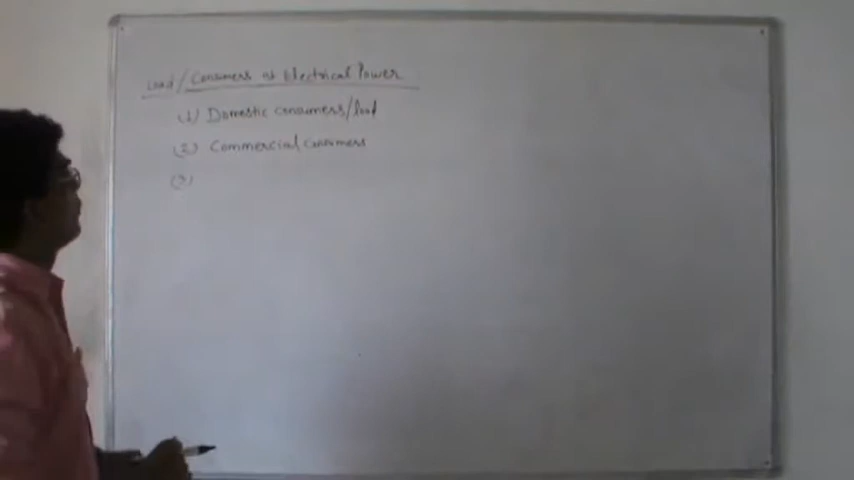 Load/Consumers of Electrical Power
(1) Domestic consumers/load
(2) Commercial consumers
(3)